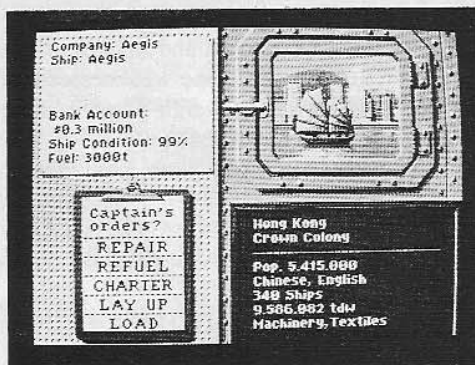 Company: Aegis
Ship: Aegis
Bank Account:
$0.3 million
Ship Condition: 99%
Fuel: 3000t
Captain's
orders?
REPAIR
REFUEL
CHARTER
LAY UP
LOAD
Hong Kong
Crown Colony
Pop. 5.415.000
Chinese, English
340 Ships
9.586.082 tdw
Machinery, Textiles